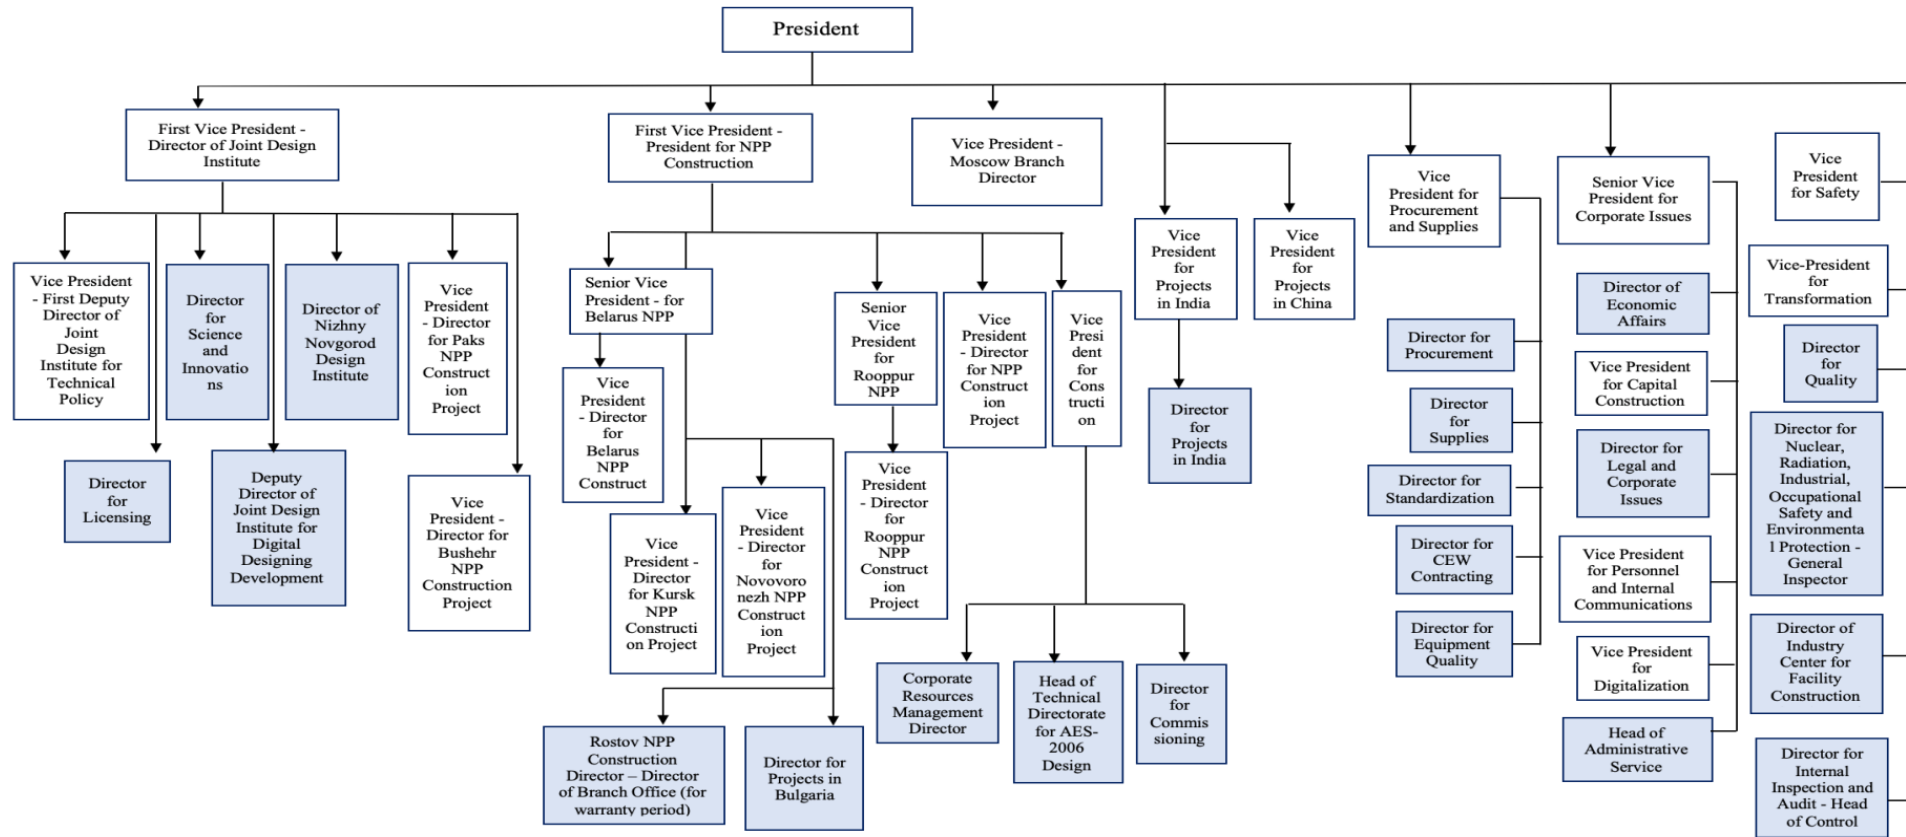 President
First Vice President -
Director of Joint Design
Institute
First Vice President -
President for NPP
Construction
Vice President -
Moscow Branch
Director
Vice
President for
Procurement
and Supplies
Senior Vice
President for
Corporate Issues
Vice
President
for Safety
Vice President
- First Deputy
Director of
Joint
Design
Institute for
Technical
Policy
Director
for
Science
and
Innovatio
ns
Director of
Nizhny
Novgorod
Design
Institute
Vice
President
- Director
for Paks
NPP
Construct
ion
Project
Director
for
Licensing
Deputy
Director of
Joint Design
Institute for
Digital
Designing
Development
Vice
President -
Director for
Bushehr
NPP
Construction
Project
Senior Vice
President - for
Belarus NPP
Vice
President
- Director
for
Belarus
NPP
Construct
Vice
President -
Director
for Kursk
NPP
Constructi
on Project
Vice
President
- Director
for
Novovoro
nezh NPP
Construct
ion
Project
Rostov NPP
Construction
Director – Director
of Branch Office (for
warranty period)
Director for
Projects in
Bulgaria
Senior
Vice
President
for
Rooppur
NPP
Vice
President
- Director
for
Rooppur
NPP
Construct
ion
Project
Vice
President
- Director
for NPP
Construct
ion
Project
Vice
Presi
dent
for
Cons
tructi
on
Corporate
Resources
Management
Director
Head of
Technical
Directorate
for AES-
2006
Design
Director
for
Commis
sioning
Vice
President
for
Projects
in India
Vice
President
for
Projects
in China
Director
for
Projects
in India
Director for
Procurement
Director
for
Supplies
Director for
Standardization
Director for
CEW
Contracting
Director for
Equipment
Quality
Director of
Economic
Affairs
Vice President
for Capital
Construction
Director for
Legal and
Corporate
Issues
Vice President
for Personnel
and Internal
Communications
Vice President
for
Digitalization
Head of
Administrative
Service
Vice-President
for
Transformation
Director
for
Quality
Director for
Nuclear,
Radiation,
Industrial,
Occupational
Safety and
Environmenta
l Protection -
General
Inspector
Director of
Industry
Center for
Facility
Construction
Director for
Internal
Inspection and
Audit - Head
of Control